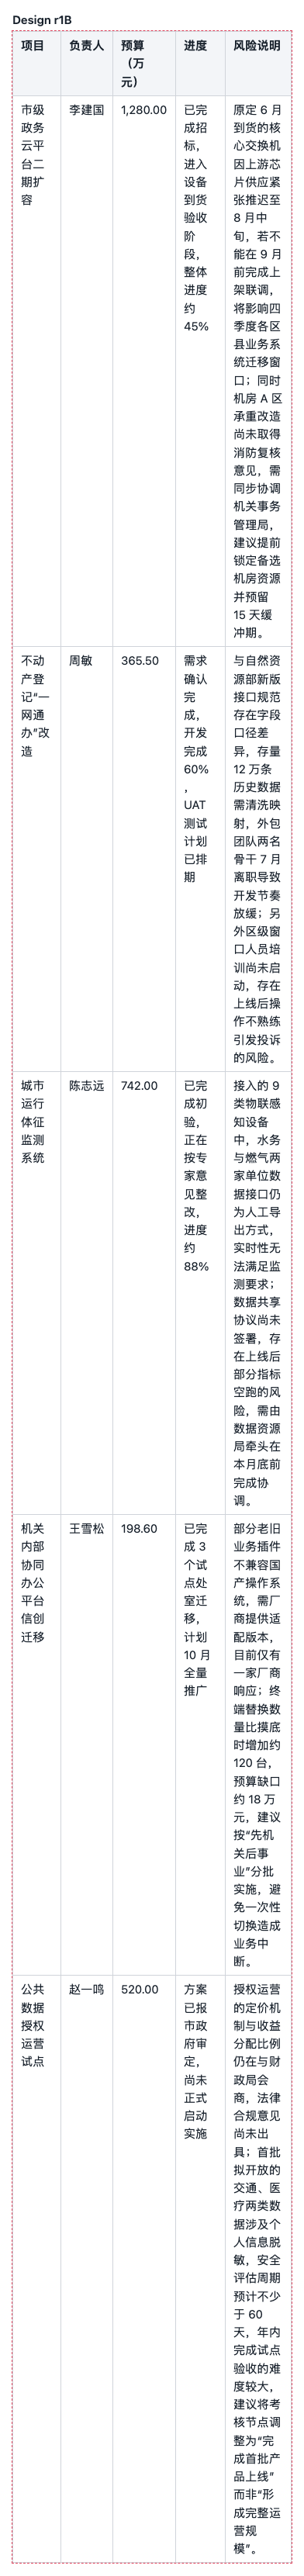 Design r1B
项目 负责人 预算（万元） 进度 风险说明
市级政务云平台二期扩容 李建国 1,280.00 已完成招标，进入设备到货验收阶段，整体进度约 45% 原定 6 月到货的核心交换机因上游芯片供应紧张推迟至 8 月中旬，若不能在 9 月前完成上架联调，将影响四季度各区县业务系统迁移窗口；同时机房 A 区承重改造尚未取得消防复核意见，需同步协调机关事务管理局，建议提前锁定备选机房资源并预留 15 天缓冲期。
不动产登记“一网通办”改造 周敏 365.50 需求确认完成，开发完成 60%，UAT 测试计划已排期 与自然资源部新版接口规范存在字段口径差异，存量 12 万条历史数据需清洗映射，外包团队两名骨干 7 月离职导致开发节奏放缓；另外区级窗口人员培训尚未启动，存在上线后操作不熟练引发投诉的风险。
城市运行体征监测系统 陈志远 742.00 已完成初验，正在按专家意见整改，进度约 88% 接入的 9 类物联感知设备中，水务与燃气两家单位数据接口仍为人工导出方式，实时性无法满足监测要求；数据共享协议尚未签署，存在上线后部分指标空跑的风险，需由数据资源局牵头在本月底前完成协调。
机关内部协同办公平台信创迁移 王雪松 198.60 已完成 3 个试点处室迁移，计划 10 月全量推广 部分老旧业务插件不兼容国产操作系统，需厂商提供适配版本，目前仅有一家厂商响应；终端替换数量比摸底时增加约 120 台，预算缺口约 18 万元，建议按“先机关后事业”分批实施，避免一次性切换造成业务中断。
公共数据授权运营试点 赵一鸣 520.00 方案已报市政府审定，尚未正式启动实施 授权运营的定价机制与收益分配比例仍在与财政局会商，法律合规意见尚未出具；首批拟开放的交通、医疗两类数据涉及个人信息脱敏，安全评估周期预计不少于 60 天，年内完成试点验收的难度较大，建议将考核节点调整为“完成首批产品上线”而非“形成完整运营规模”。